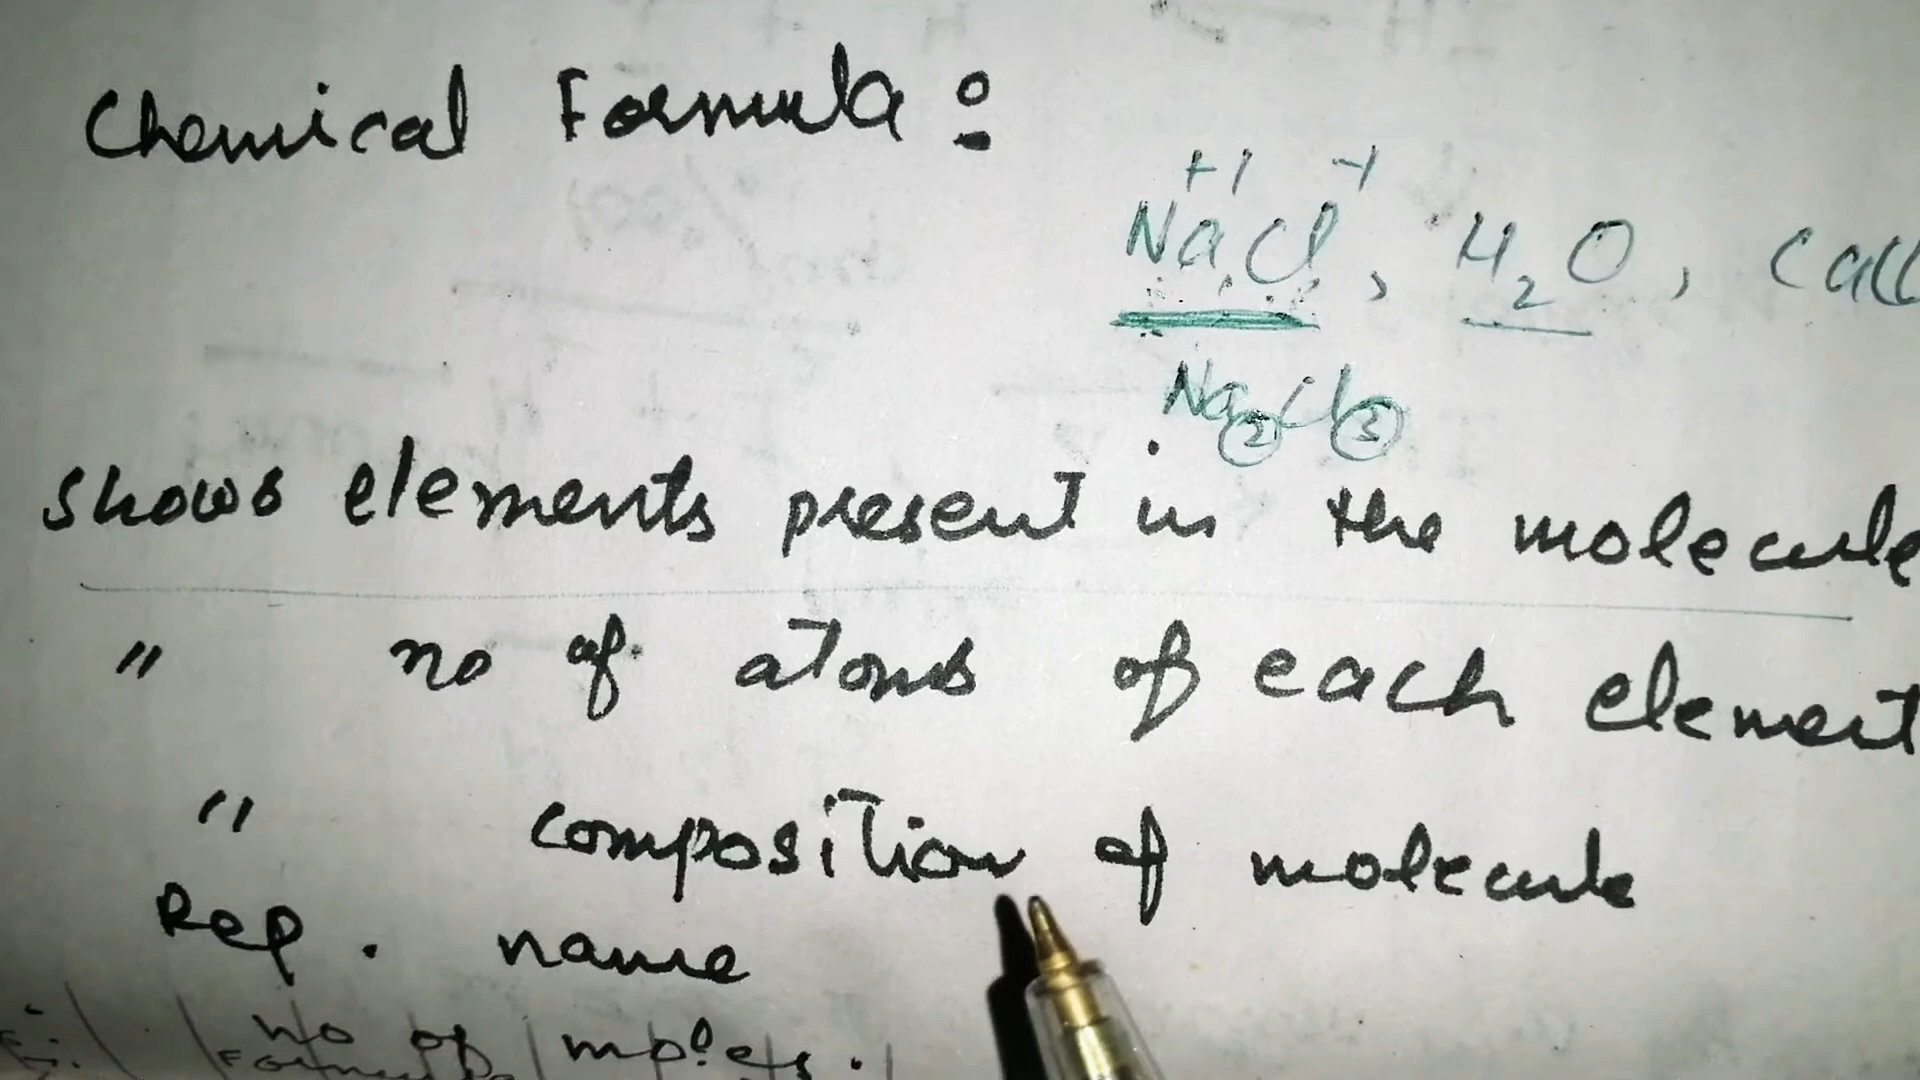 Chemical Formula :
+1 -1
NaCl, H2O, CaCl
Na2Cl3
shows elements present in the molecule
" no of atoms of each element
" composition of molecule
Rep. name
no of moles.